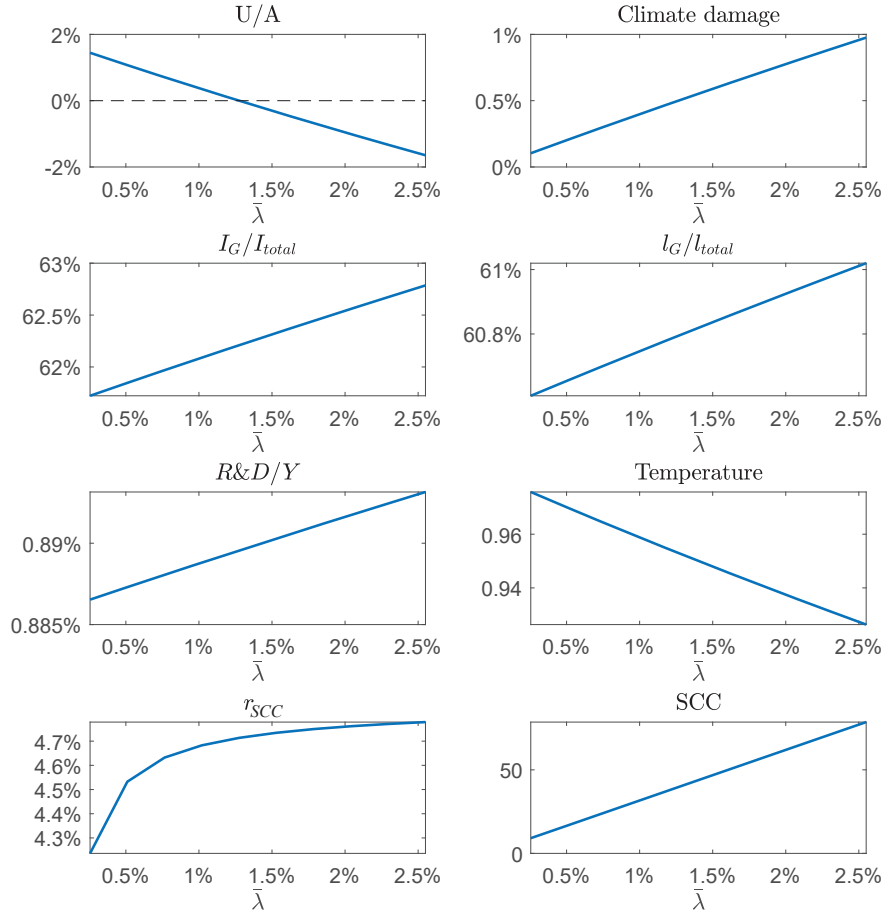 U/A
2%
0%
-2%
0.5% 1% 1.5% 2% 2.5%
λ̄
Climate damage
1%
0.5%
0%
0.5% 1% 1.5% 2% 2.5%
λ̄
I_G/I_total
63%
62.5%
62%
0.5% 1% 1.5% 2% 2.5%
λ̄
l_G/l_total
61%
60.8%
0.5% 1% 1.5% 2% 2.5%
λ̄
R&D/Y
0.89%
0.885%
0.5% 1% 1.5% 2% 2.5%
λ̄
Temperature
0.96
0.94
0.5% 1% 1.5% 2% 2.5%
λ̄
r_SCC
4.7%
4.6%
4.5%
4.4%
4.3%
0.5% 1% 1.5% 2% 2.5%
λ̄
SCC
50
0
0.5% 1% 1.5% 2% 2.5%
λ̄